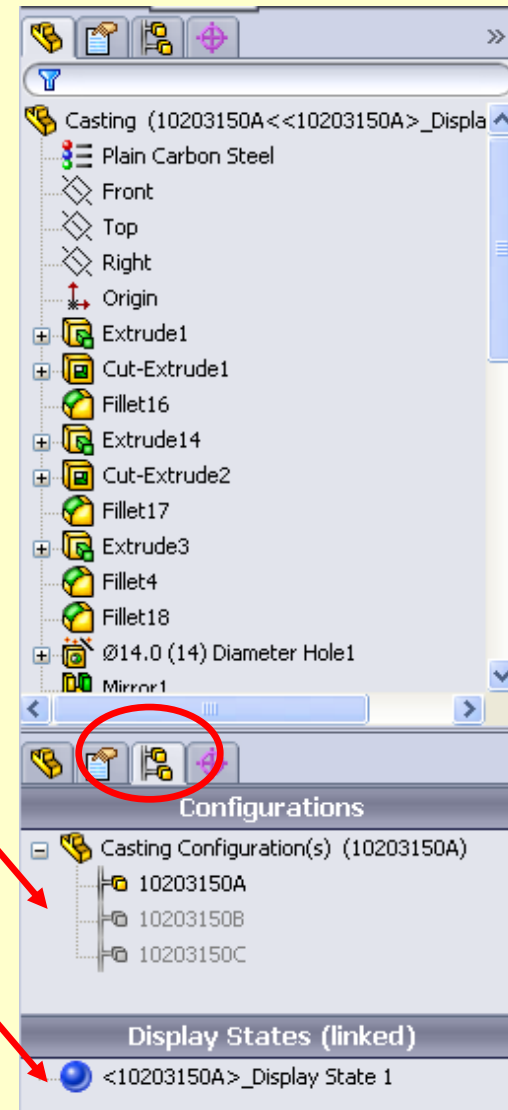 Casting (10203150A<<10203150A>_Displa
Plain Carbon Steel
Front
Top
Right
Origin
Extrude1
Cut-Extrude1
Fillet16
Extrude14
Cut-Extrude2
Fillet17
Extrude3
Fillet4
Fillet18
Ø14.0 (14) Diameter Hole1
Mirror1
Configurations
Casting Configuration(s) (10203150A)
10203150A
10203150B
10203150C
Display States (linked)
<10203150A>_Display State 1